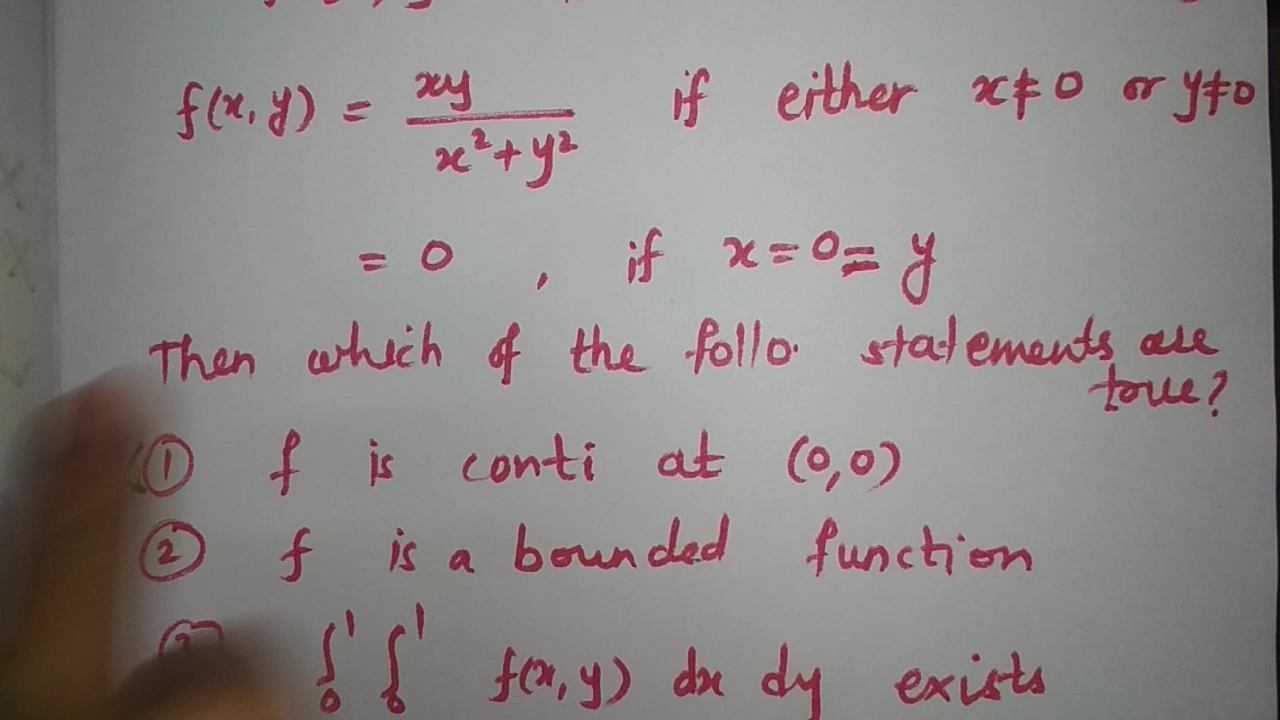 f(x, y) = xy / x²+y² if either x≠0 or y≠0
= 0 , if x=0=y
Then which of the follo. statements are true?
① f is conti at (0,0)
② f is a bounded function
∫₀¹ ∫₀¹ f(x, y) dx dy exists